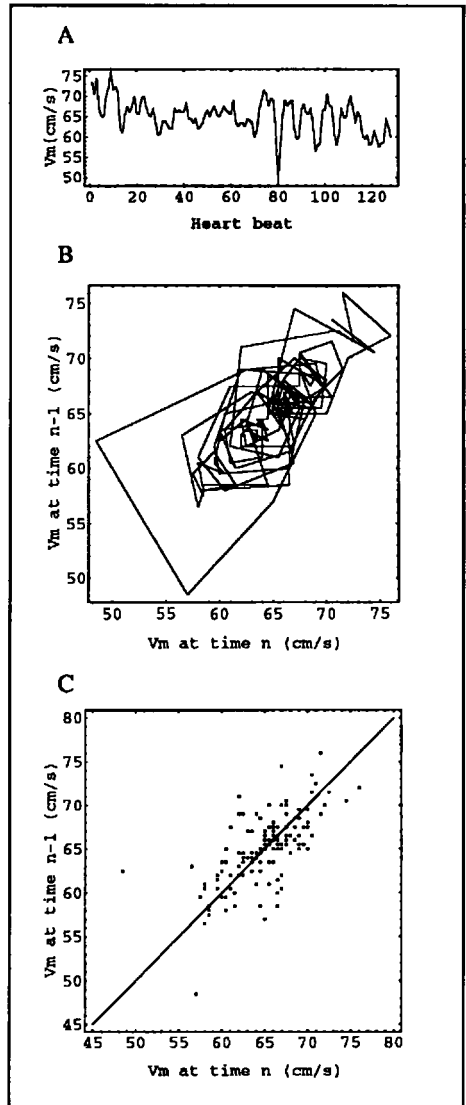 A
Vm(cm/s)
75
70
65
60
55
50
0 20 40 60 80 100 120
Heart beat
B
Vm at time n-1 (cm/s)
75
70
65
60
55
50
50 55 60 65 70 75
Vm at time n (cm/s)
C
Vm at time n-1 (cm/s)
80
75
70
65
60
55
50
45
45 50 55 60 65 70 75 80
Vm at time n (cm/s)